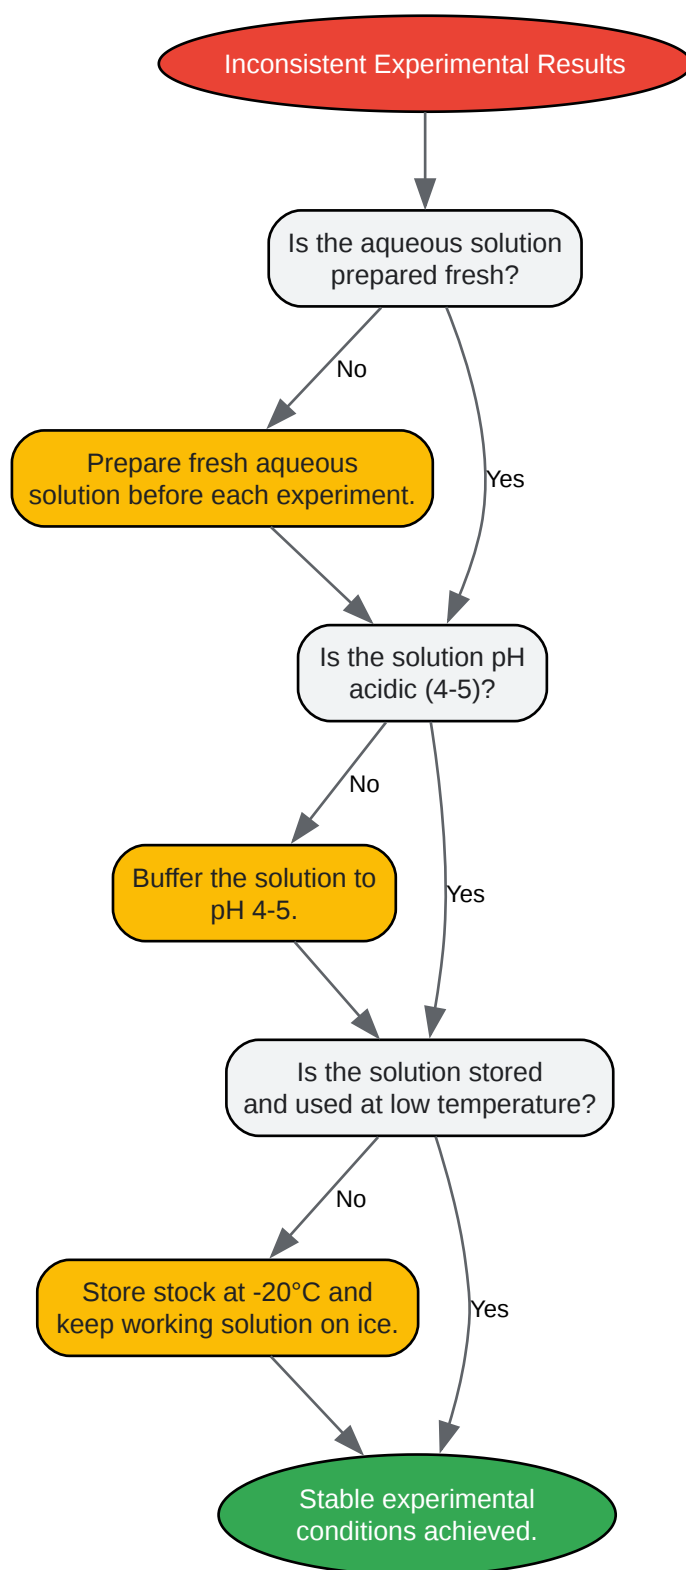 Inconsistent Experimental Results
Is the aqueous solution
prepared fresh?
No
Prepare fresh aqueous
solution before each experiment.
Yes
Is the solution pH
acidic (4-5)?
No
Buffer the solution to
pH 4-5.
Yes
Is the solution stored
and used at low temperature?
No
Store stock at -20°C and
keep working solution on ice.
Yes
Stable experimental
conditions achieved.